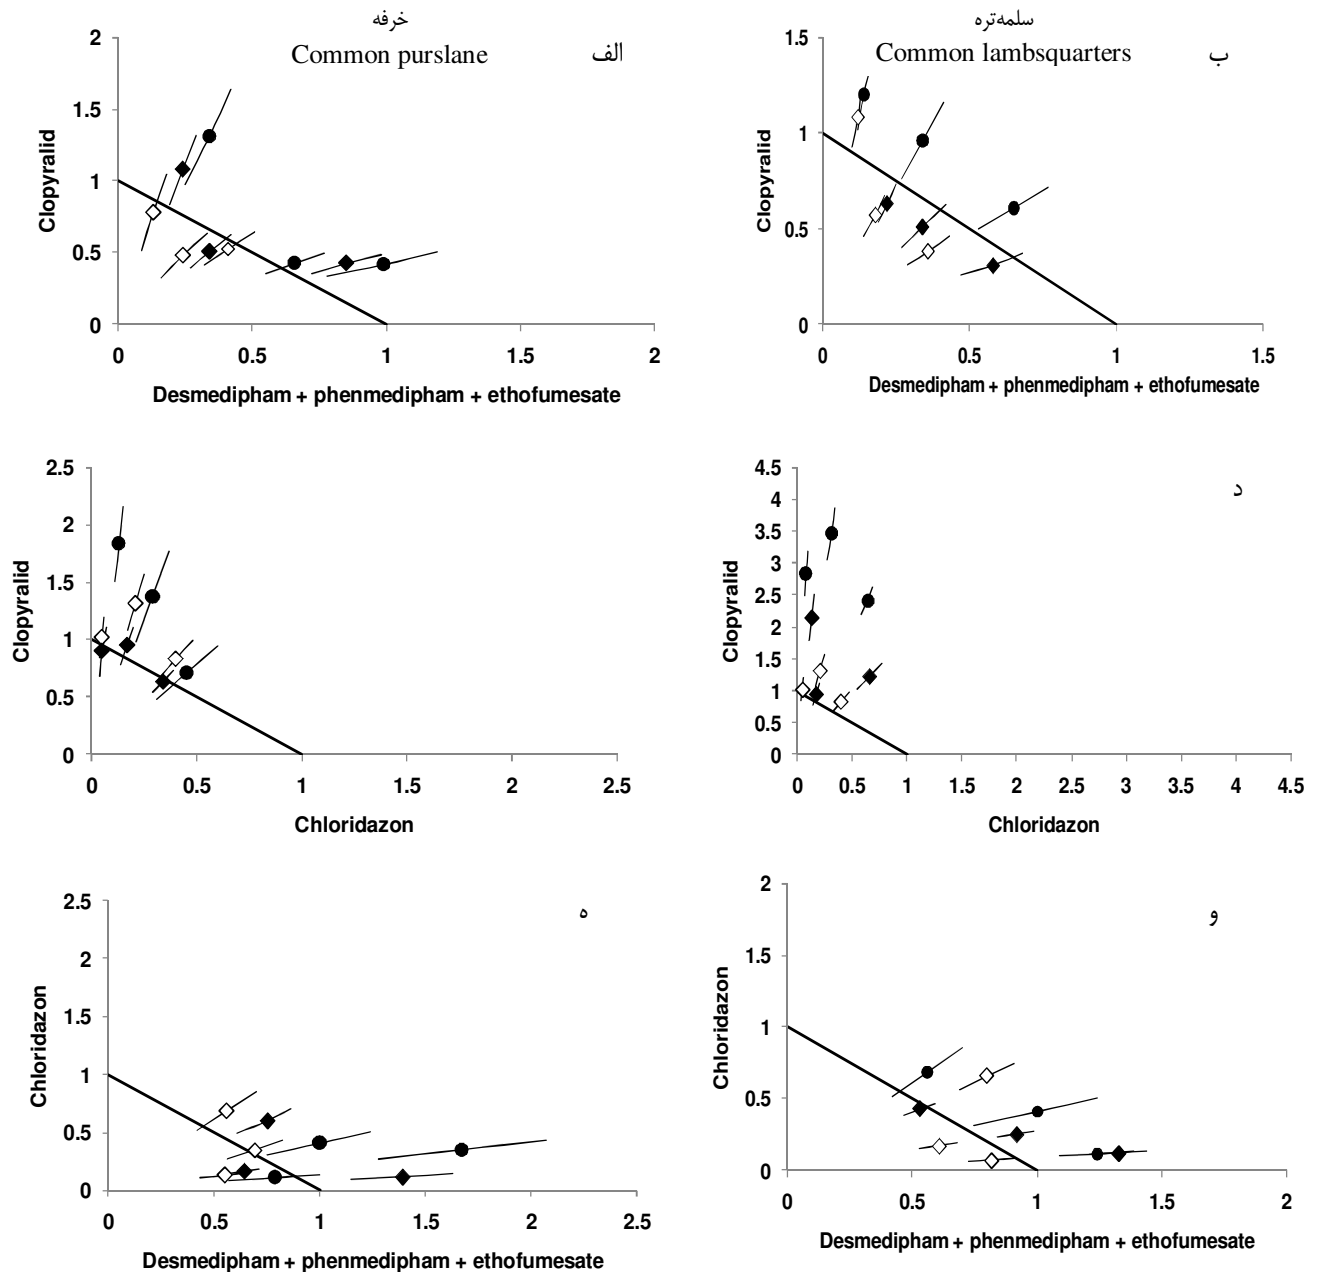 خرفه
Common purslane
الف
Clopyralid
2
1.5
1
0.5
0
0 0.5 1 1.5 2
Desmedipham + phenmedipham + ethofumesate
سلمه‌تره
Common lambsquarters
ب
Clopyralid
1.5
1
0.5
0
0 0.5 1 1.5
Desmedipham + phenmedipham + ethofumesate
Clopyralid
2.5
2
1.5
1
0.5
0
0 0.5 1 1.5 2 2.5
Chloridazon
د
Clopyralid
4.5
4
3.5
3
2.5
2
1.5
1
0.5
0
0 0.5 1 1.5 2 2.5 3 3.5 4 4.5
Chloridazon
ه
Chloridazon
2.5
2
1.5
1
0.5
0
0 0.5 1 1.5 2 2.5
Desmedipham + phenmedipham + ethofumesate
و
Chloridazon
2
1.5
1
0.5
0
0 0.5 1 1.5 2
Desmedipham + phenmedipham + ethofumesate